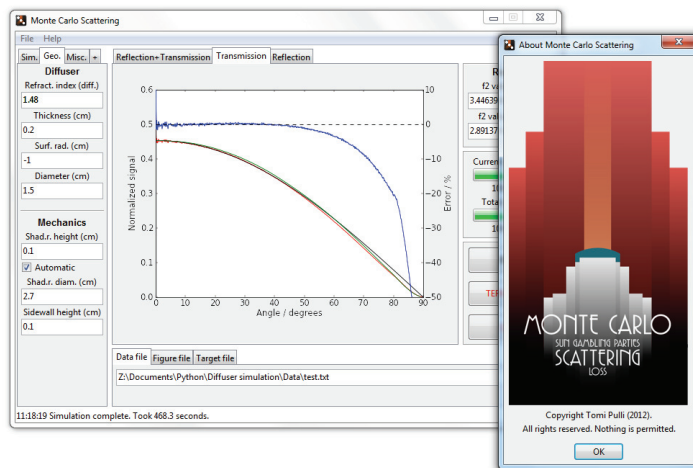 Monte Carlo Scattering
File Help
Sim. Geo. Misc. +
Diffuser
Refract. index (diff.)
1.48
Thickness (cm)
0.2
Surf. rad. (cm)
-1
Diameter (cm)
1.5
Mechanics
Shad.r. height (cm)
0.1
Automatic
Shad.r. diam. (cm)
2.7
Sidewall height (cm)
0.1
Reflection+Transmission Transmission Reflection
Normalized signal
0.6
0.5
0.4
0.3
0.2
0.1
0.0
0 10 20 30 40 50 60 70 80 90
Angle / degrees
10
0
-10
-20
-30
-40
-50
Error / %
f2 val
3.44639
f2 val
2.89137
Curren
10
Tota
10
TER
Data file Figure file Target file
Z:\Documents\Python\Diffuser simulation\Data\test.txt
11:18:19 Simulation complete. Took 468.3 seconds.
About Monte Carlo Scattering
MONTE CARLO
SUN GAMBLING PARTIES
SCATTERING
LOSS
Copyright Tomi Pulli (2012).
All rights reserved. Nothing is permitted.
OK